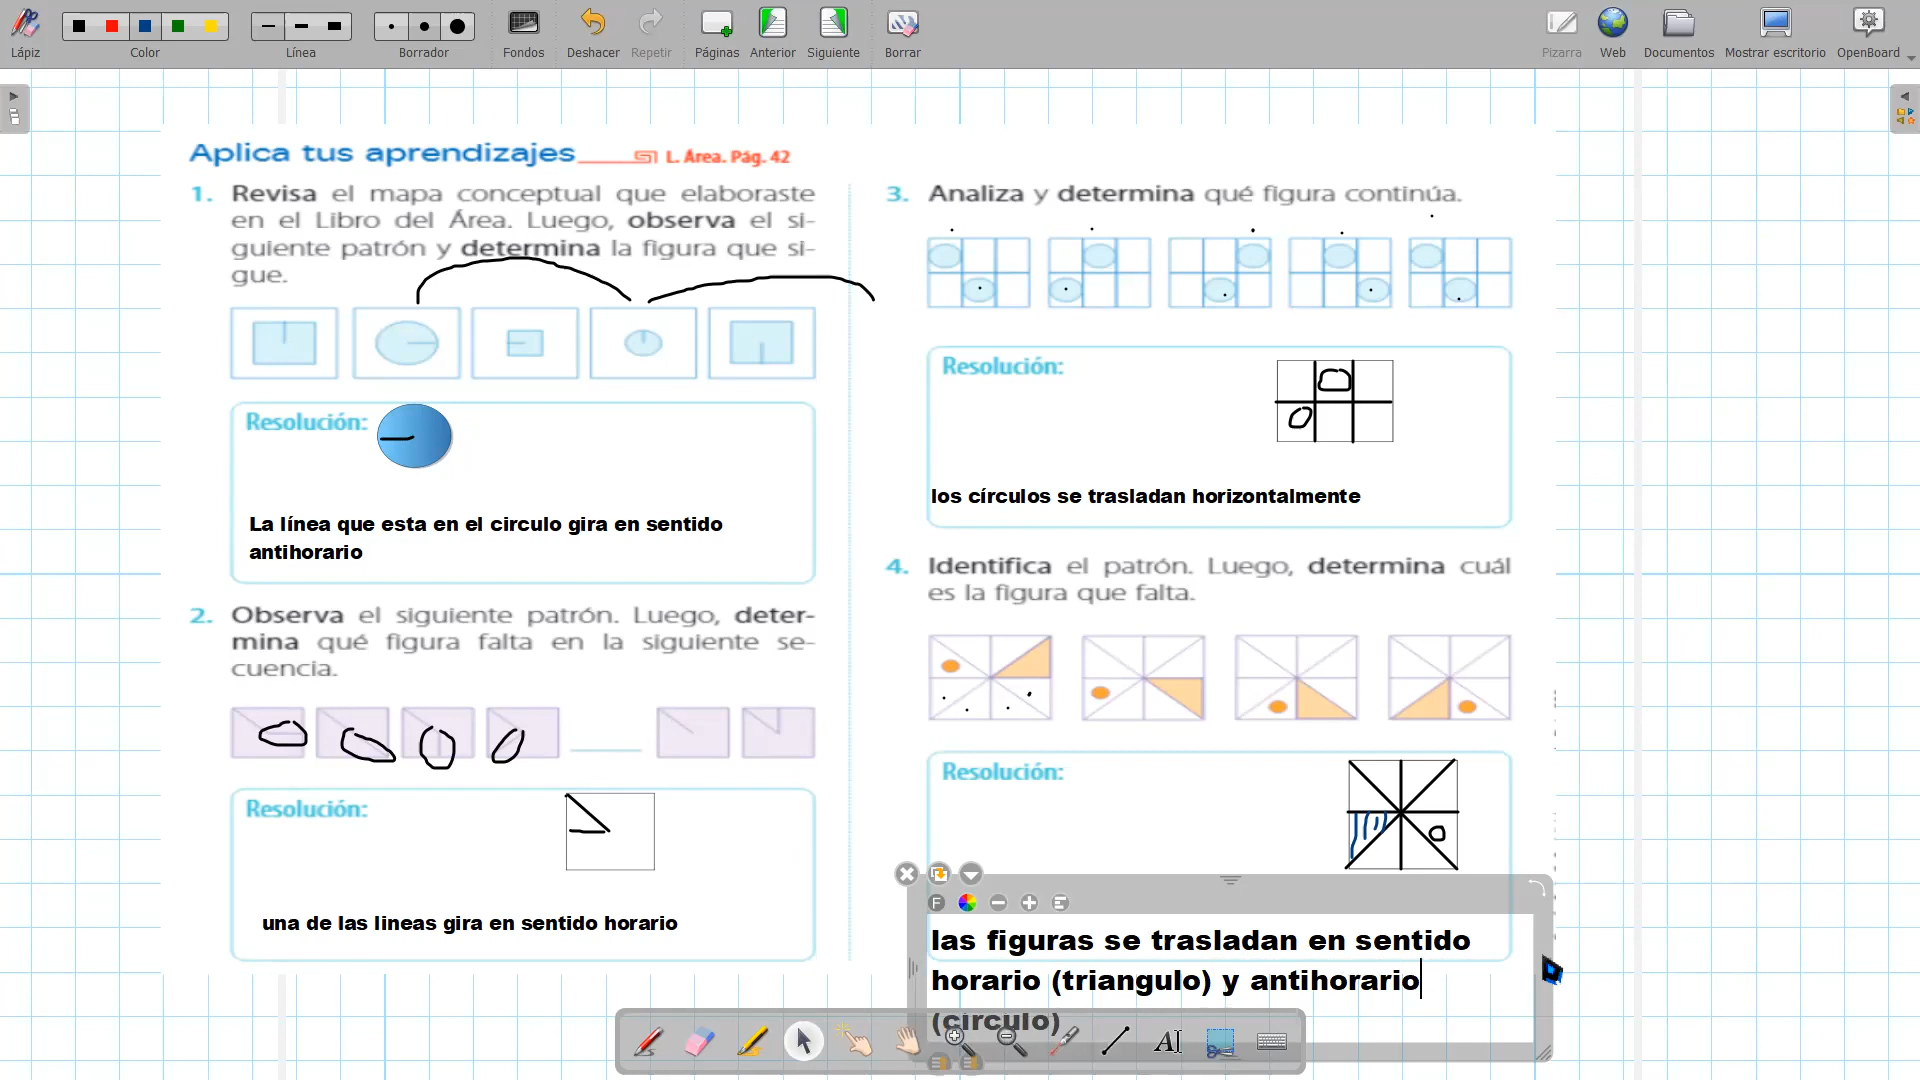 Lápiz
Color
Línea
Borrador
Fondos
Deshacer
Repetir
Páginas
Anterior
Siguiente
Borrar
Pizarra
Web
Documentos
Mostrar escritorio
OpenBoard
Aplica tus aprendizajes
L. Área. Pág. 42
1. Revisa el mapa conceptual que elaboraste
en el Libro del Área. Luego, observa el si-
guiente patrón y determina la figura que si-
gue.
Resolución:
La línea que esta en el circulo gira en sentido
antihorario
2. Observa el siguiente patrón. Luego, deter-
mina qué figura falta en la siguiente se-
cuencia.
Resolución:
una de las lineas gira en sentido horario
3. Analiza y determina qué figura continúa.
Resolución:
los círculos se trasladan horizontalmente
4. Identifica el patrón. Luego, determina cuál
es la figura que falta.
Resolución:
F
las figuras se trasladan en sentido
horario (triangulo) y antihorario
(circulo)
AI